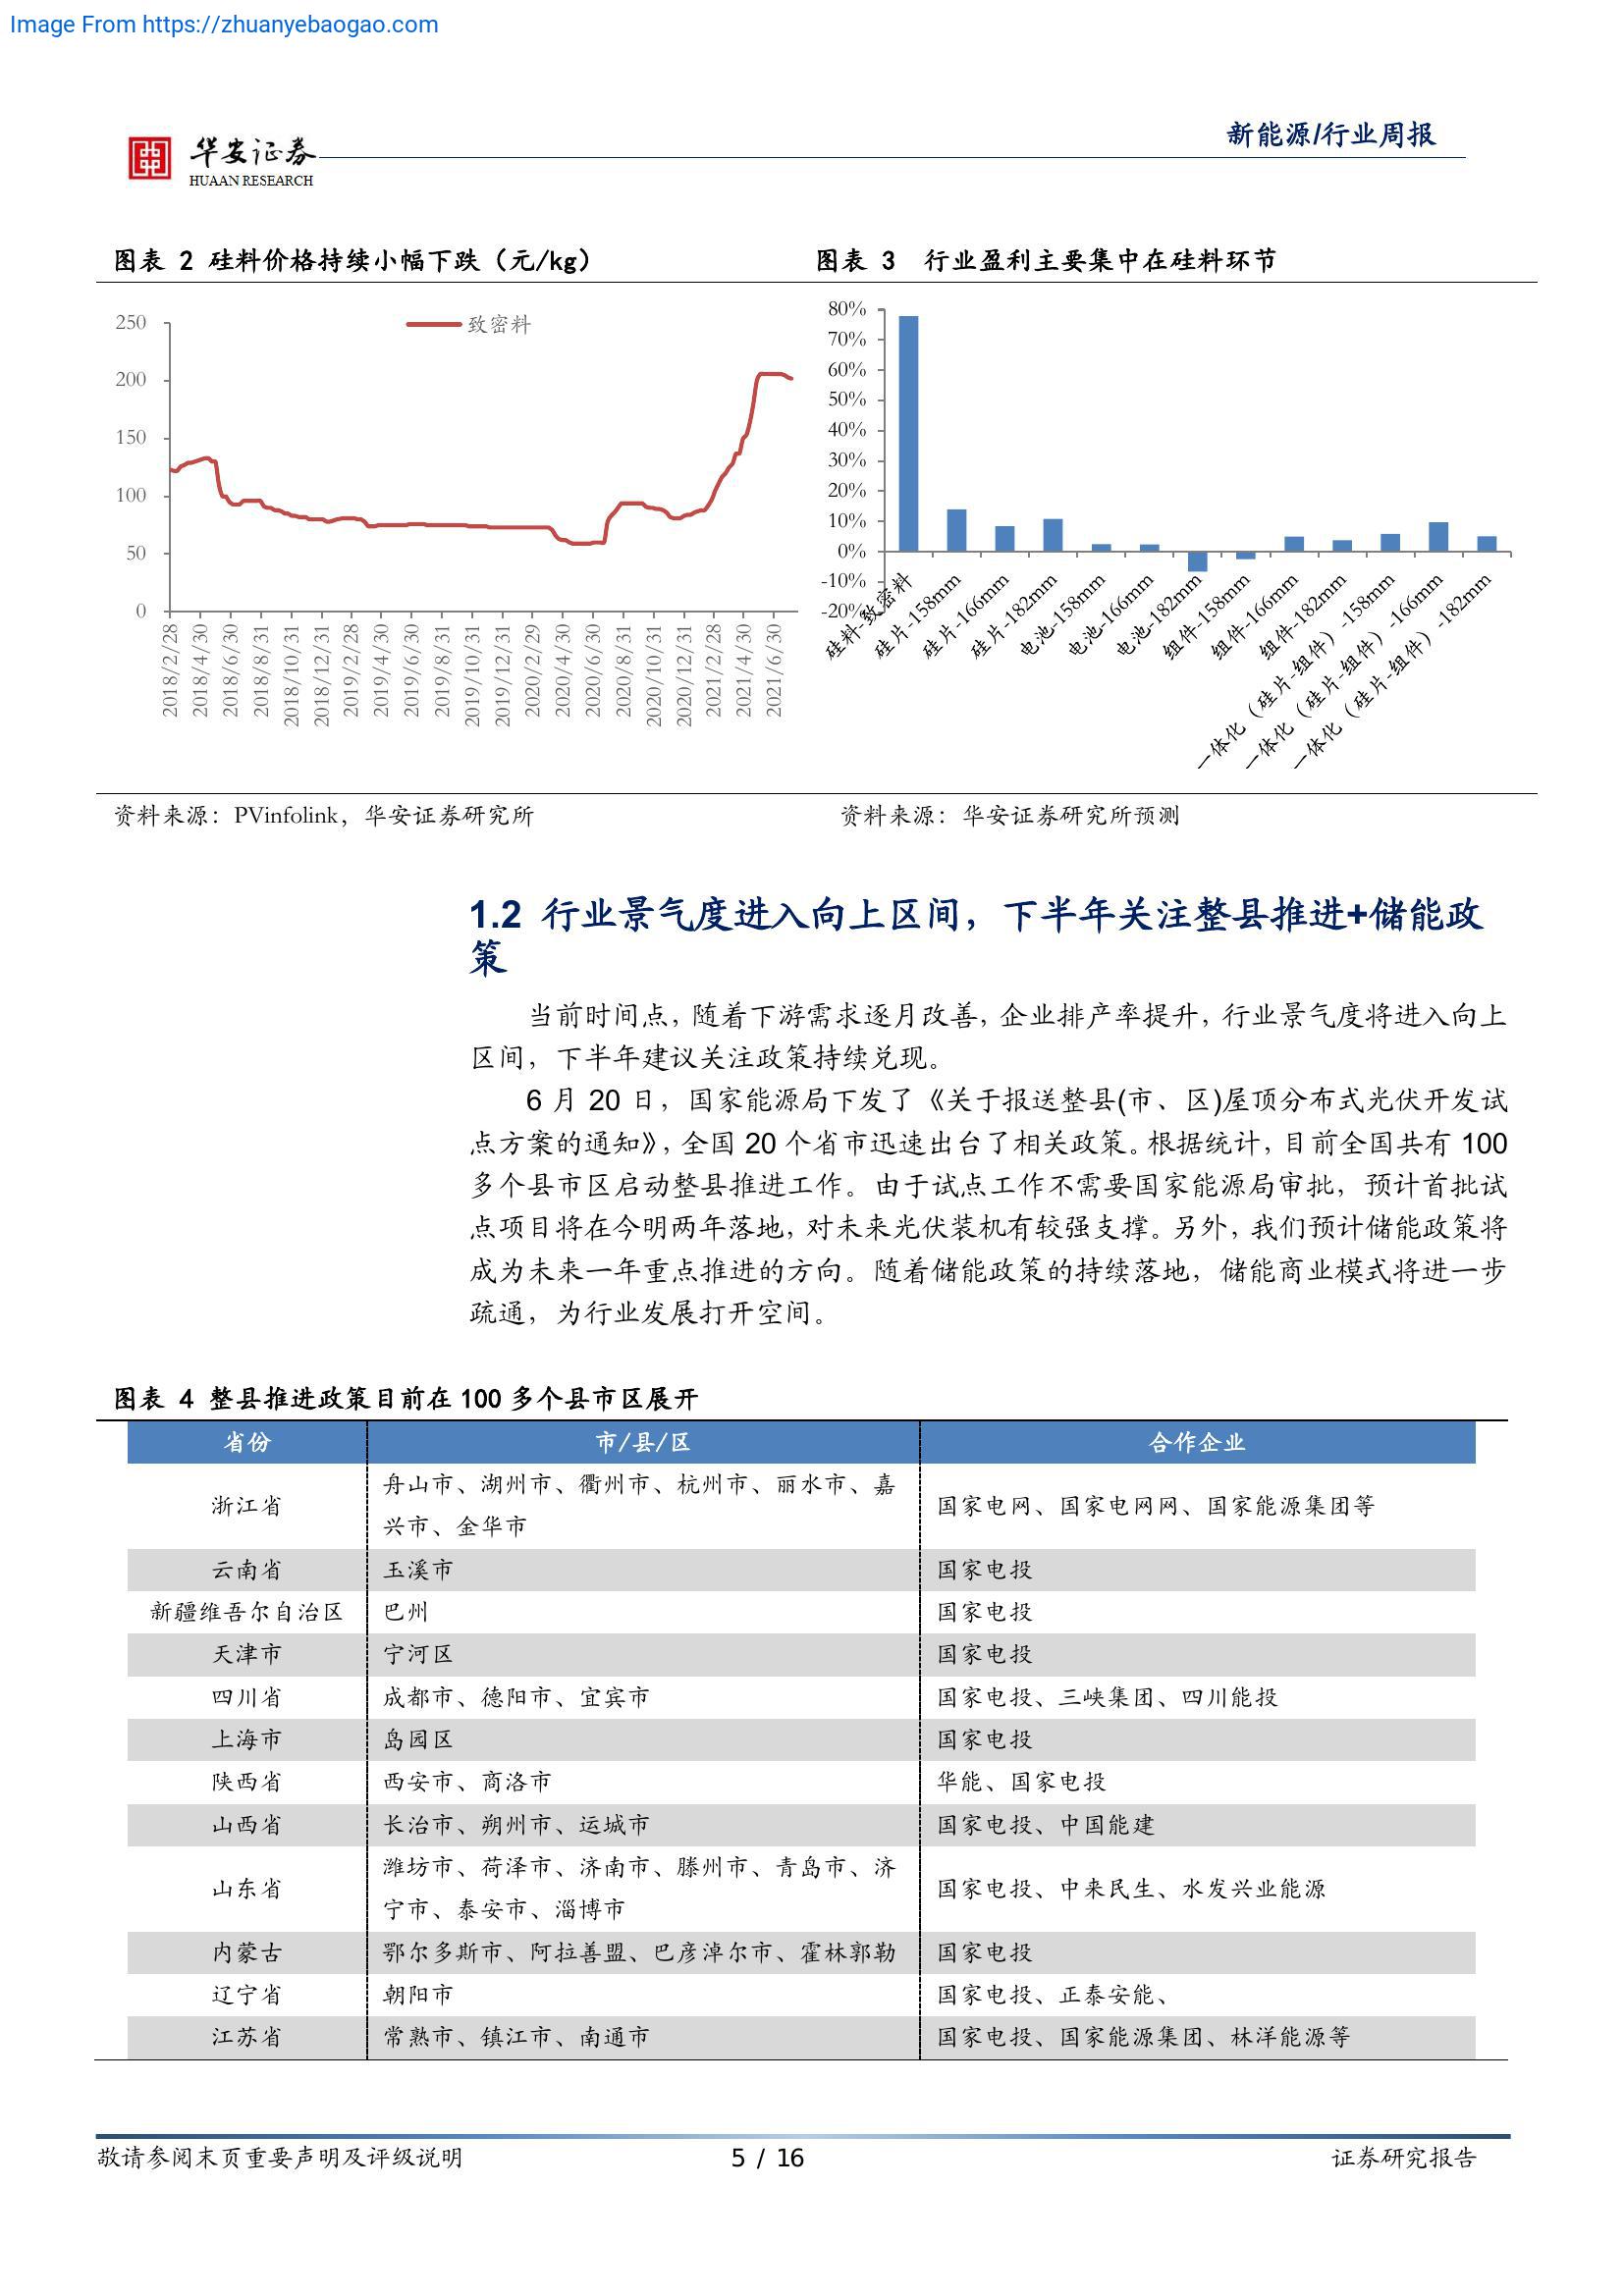 Image From https://zhuanyebaogao.com
华安证券
HUAAN RESEARCH
新能源/行业周报
图表 2 硅料价格持续小幅下跌（元/kg）
致密料
250
200
150
100
50
0
2018/2/28
2018/4/30
2018/6/30
2018/8/31
2018/10/31
2018/12/31
2019/2/28
2019/4/30
2019/6/30
2019/8/31
2019/10/31
2019/12/31
2020/2/29
2020/4/30
2020/6/30
2020/8/31
2020/10/31
2020/12/31
2021/2/28
2021/4/30
2021/6/30
资料来源：PVinfolink，华安证券研究所
图表 3 行业盈利主要集中在硅料环节
80%
70%
60%
50%
40%
30%
20%
10%
0%
-10%
-20%
硅料-致密料
硅片-158mm
硅片-166mm
硅片-182mm
电池-158mm
电池-166mm
电池-182mm
组件-158mm
组件-166mm
组件-182mm
一体化（硅片-组件）-158mm
一体化（硅片-组件）-166mm
一体化（硅片-组件）-182mm
资料来源：华安证券研究所预测
1.2 行业景气度进入向上区间，下半年关注整县推进+储能政
策
当前时间点，随着下游需求逐月改善，企业排产率提升，行业景气度将进入向上
区间，下半年建议关注政策持续兑现。
6 月 20 日，国家能源局下发了《关于报送整县(市、区)屋顶分布式光伏开发试
点方案的通知》，全国 20 个省市迅速出台了相关政策。根据统计，目前全国共有 100
多个县市区启动整县推进工作。由于试点工作不需要国家能源局审批，预计首批试
点项目将在今明两年落地，对未来光伏装机有较强支撑。另外，我们预计储能政策将
成为未来一年重点推进的方向。随着储能政策的持续落地，储能商业模式将进一步
疏通，为行业发展打开空间。
图表 4 整县推进政策目前在 100 多个县市区展开
省份 市/县/区 合作企业
浙江省 舟山市、湖州市、衢州市、杭州市、丽水市、嘉
兴市、金华市 国家电网、国家电网网、国家能源集团等
云南省 玉溪市 国家电投
新疆维吾尔自治区 巴州 国家电投
天津市 宁河区 国家电投
四川省 成都市、德阳市、宜宾市 国家电投、三峡集团、四川能投
上海市 岛园区 国家电投
陕西省 西安市、商洛市 华能、国家电投
山西省 长治市、朔州市、运城市 国家电投、中国能建
山东省 潍坊市、荷泽市、济南市、滕州市、青岛市、济
宁市、泰安市、淄博市 国家电投、中来民生、水发兴业能源
内蒙古 鄂尔多斯市、阿拉善盟、巴彦淖尔市、霍林郭勒 国家电投
辽宁省 朝阳市 国家电投、正泰安能、
江苏省 常熟市、镇江市、南通市 国家电投、国家能源集团、林洋能源等
敬请参阅末页重要声明及评级说明
5 / 16
证券研究报告